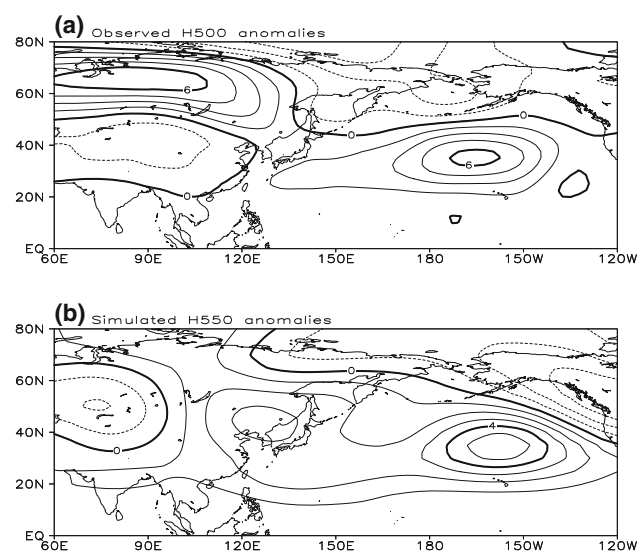 (a) Observed H500 anomalies
80N
60N
40N
20N
EQ
60E 90E 120E 150E 180 150W 120W
6
0
0
0
0
6
(b) Simulated H550 anomalies
80N
60N
40N
20N
EQ
60E 90E 120E 150E 180 150W 120W
0
0
4